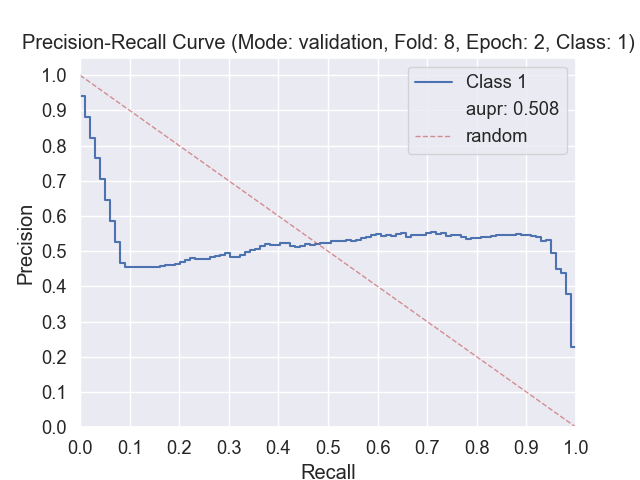 Precision-Recall Curve (Mode: validation, Fold: 8, Epoch: 2, Class: 1)
Class 1
aupr: 0.508
random
Precision
1.0
0.9
0.8
0.7
0.6
0.5
0.4
0.3
0.2
0.1
0.0
0.0 0.1 0.2 0.3 0.4 0.5 0.6 0.7 0.8 0.9 1.0
Recall